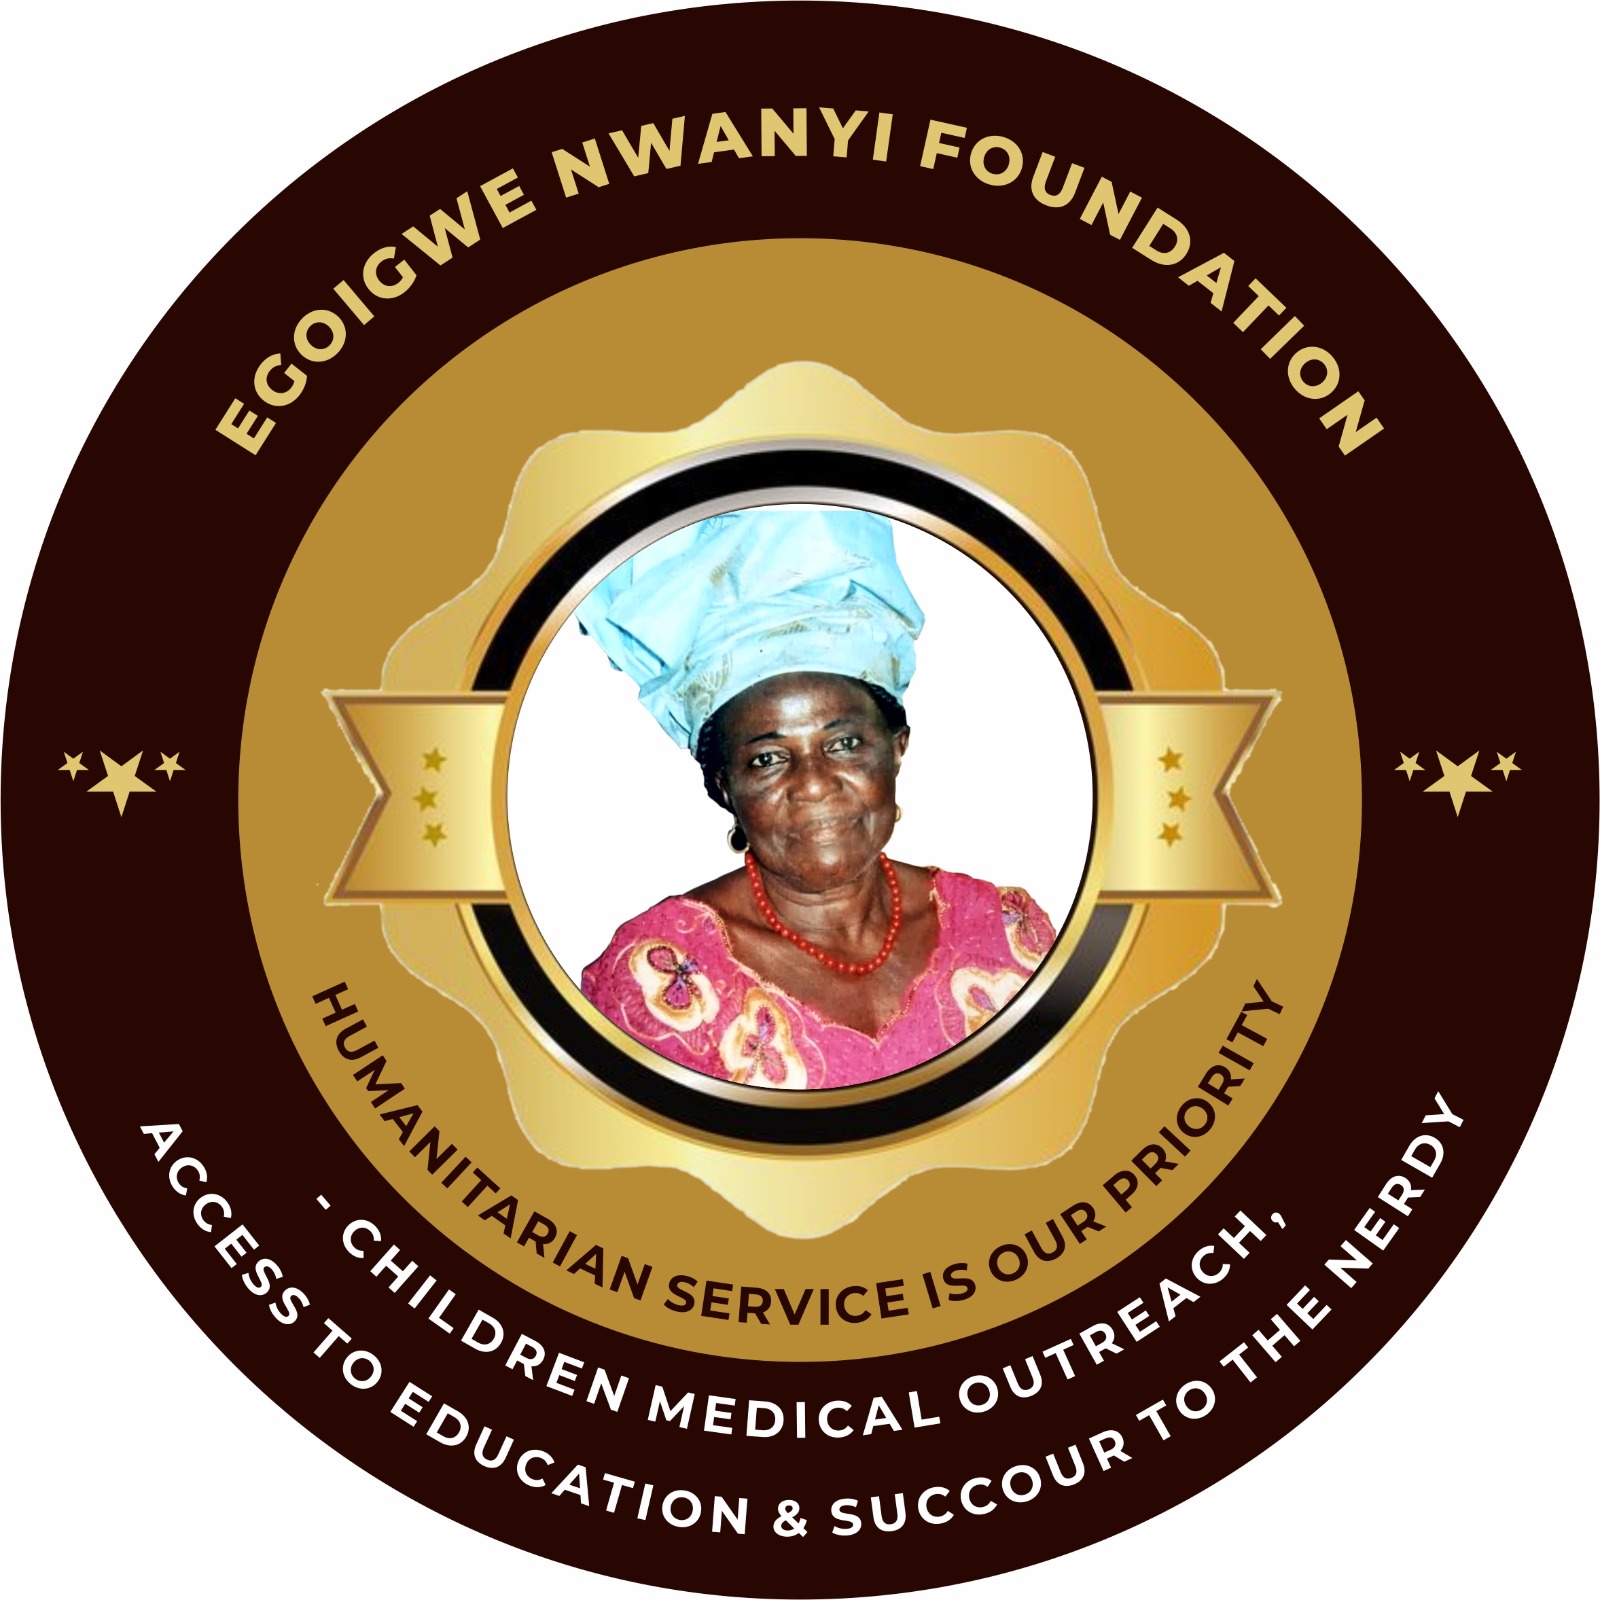 EGOIGWE NWANYI FOUNDATION
HUMANITARIAN SERVICE IS OUR PRIORITY
- CHILDREN MEDICAL OUTREACH,
ACCESS TO EDUCATION & SUCCOUR TO THE NERDY